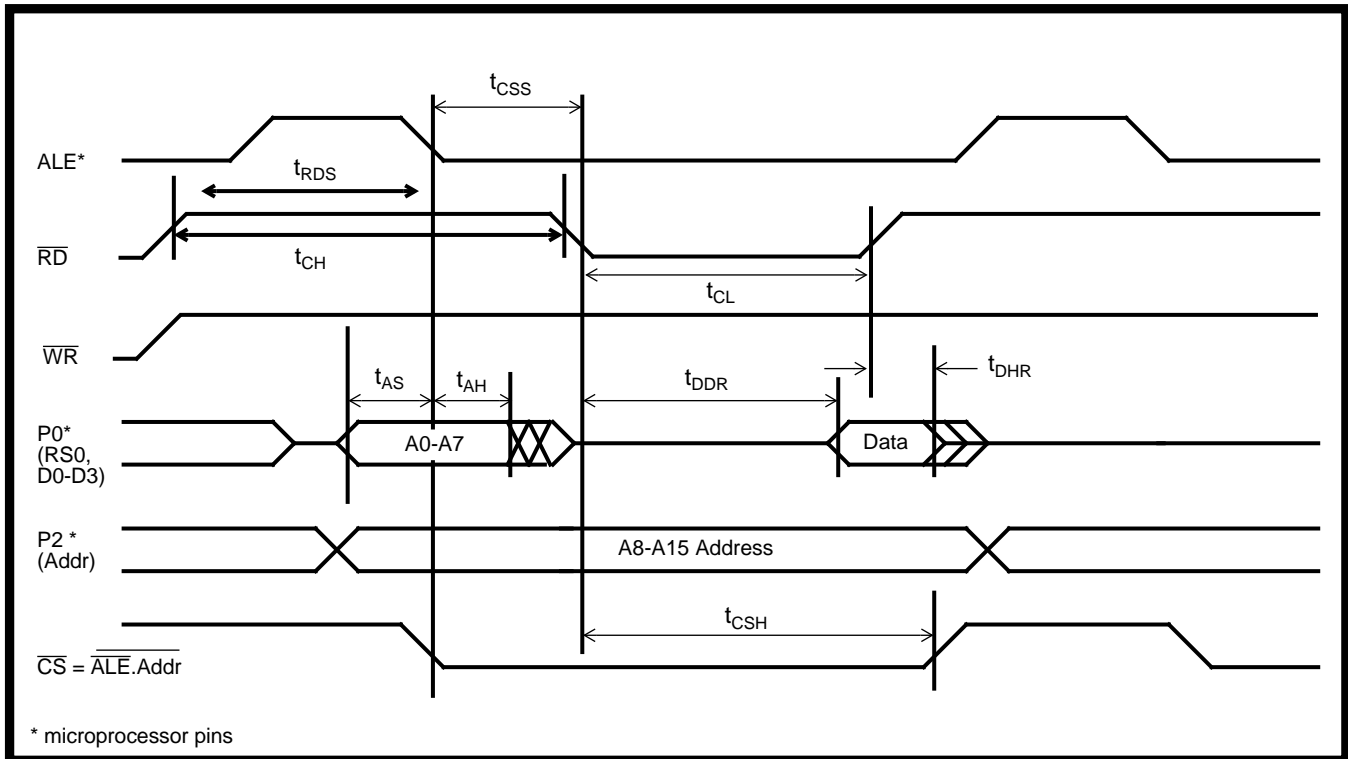 tCSS
ALE*
tRDS
RD
tCH
tCL
WR
tAS
tAH
tDDR
tDHR
P0*
(RS0,
D0-D3)
A0-A7
Data
P2 *
(Addr)
A8-A15 Address
tCSH
CS = ALE.Addr
* microprocessor pins